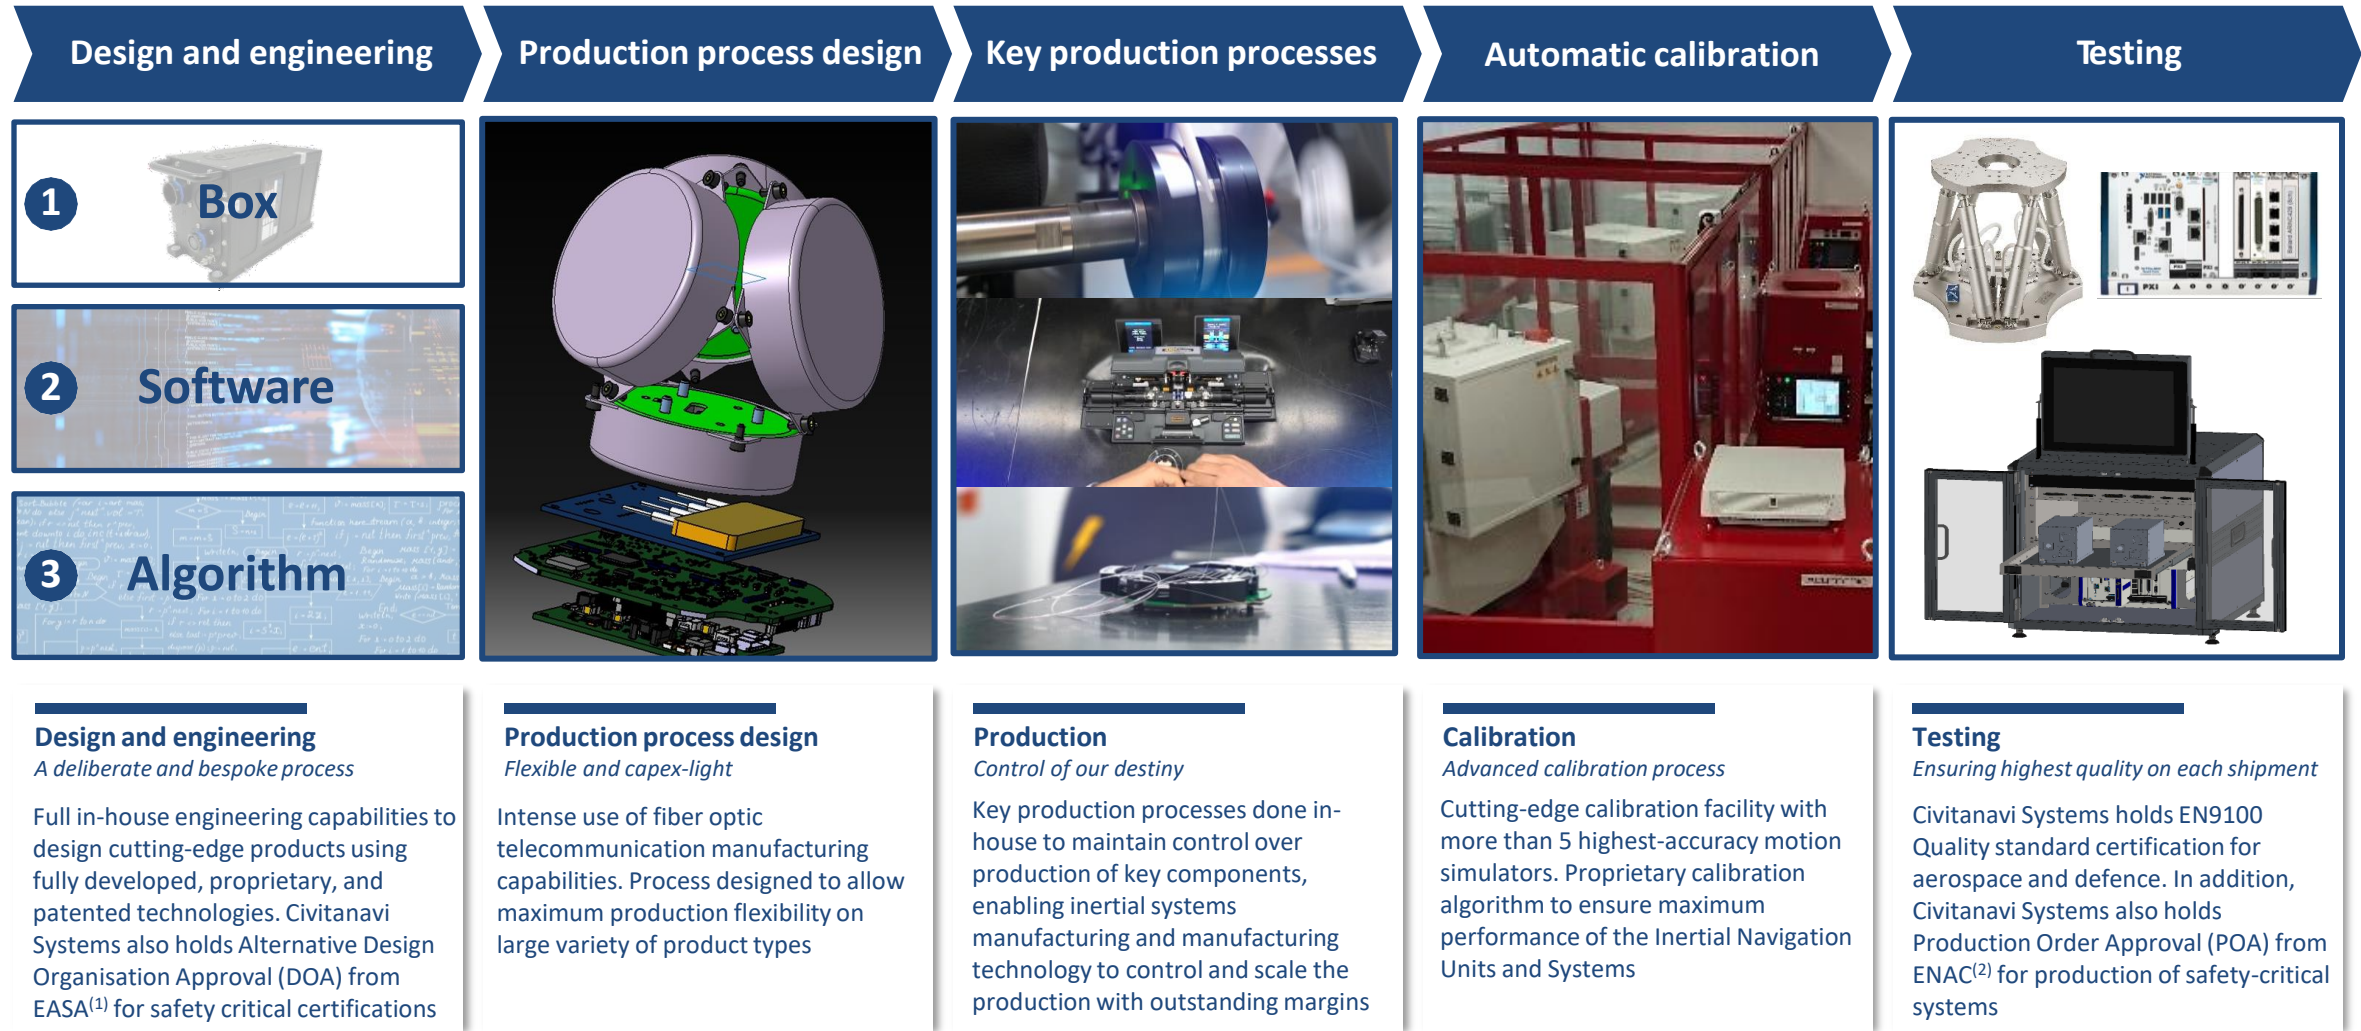 Design and engineering
Production process design
Key production processes
Automatic calibration
Testing
1
Box
2
Software
3
Algorithm
PXI
Design and engineering
A deliberate and bespoke process
Full in-house engineering capabilities to
design cutting-edge products using
fully developed, proprietary, and
patented technologies. Civitanavi
Systems also holds Alternative Design
Organisation Approval (DOA) from
EASA(1) for safety critical certifications
Production process design
Flexible and capex-light
Intense use of fiber optic
telecommunication manufacturing
capabilities. Process designed to allow
maximum production flexibility on
large variety of product types
Production
Control of our destiny
Key production processes done in-
house to maintain control over
production of key components,
enabling inertial systems
manufacturing and manufacturing
technology to control and scale the
production with outstanding margins
Calibration
Advanced calibration process
Cutting-edge calibration facility with
more than 5 highest-accuracy motion
simulators. Proprietary calibration
algorithm to ensure maximum
performance of the Inertial Navigation
Units and Systems
Testing
Ensuring highest quality on each shipment
Civitanavi Systems holds EN9100
Quality standard certification for
aerospace and defence. In addition,
Civitanavi Systems also holds
Production Order Approval (POA) from
ENAC(2) for production of safety-critical
systems